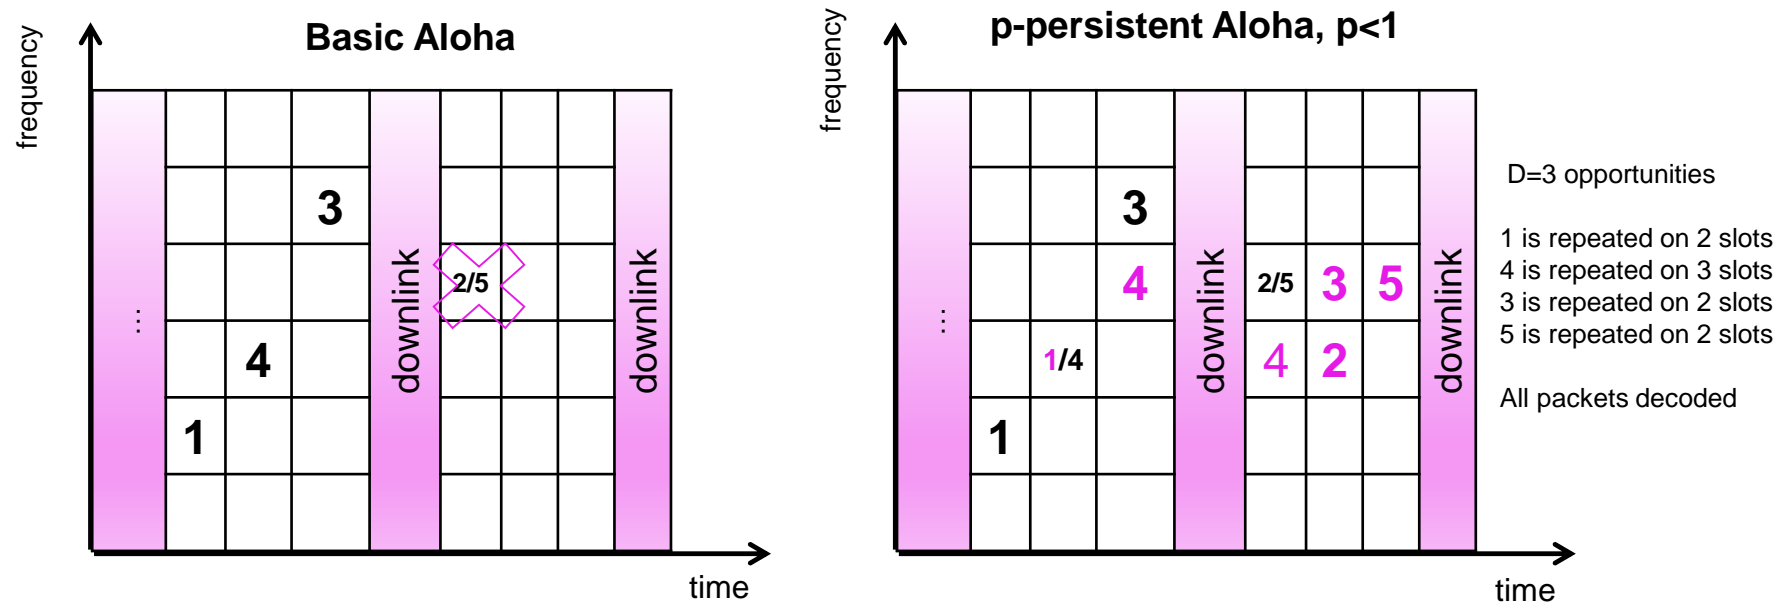 Basic Aloha
frequency
3
2/5
4
1
...
downlink
downlink
time
p-persistent Aloha, p<1
frequency
3
4
2/5
3
5
1/4
4
2
1
...
downlink
downlink
time
D=3 opportunities
1 is repeated on 2 slots
4 is repeated on 3 slots
3 is repeated on 2 slots
5 is repeated on 2 slots
All packets decoded